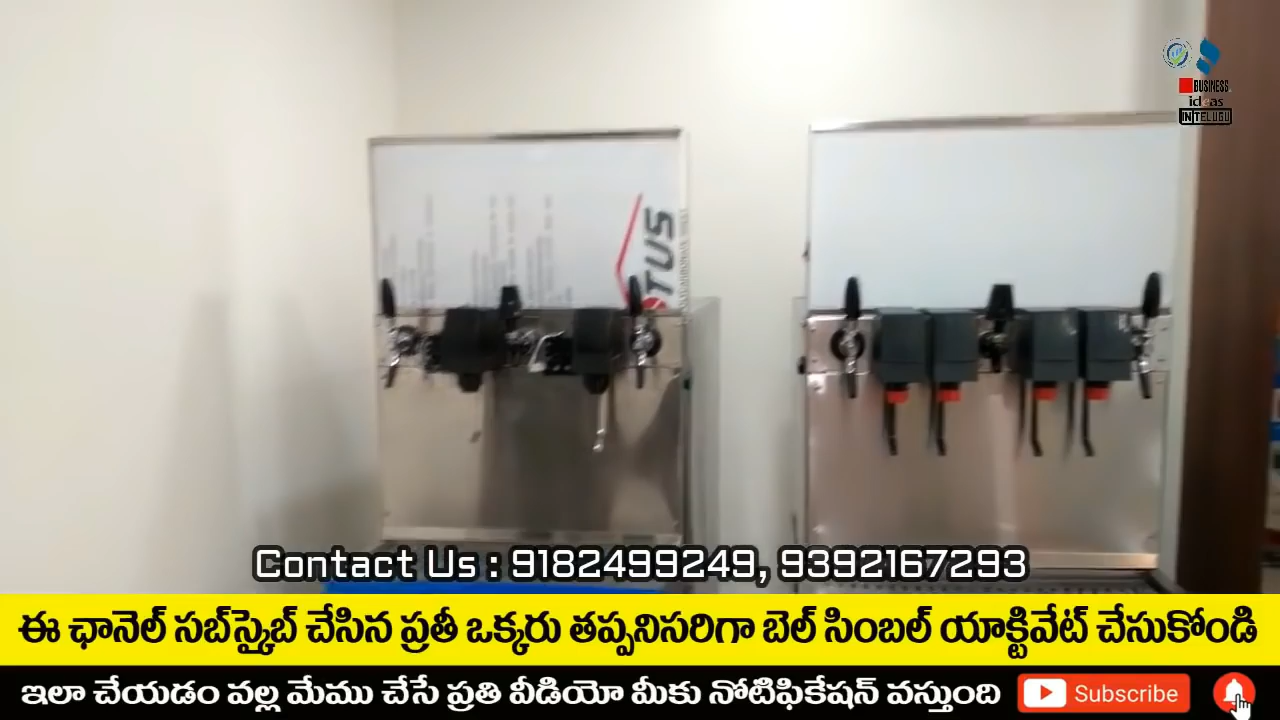 BUSINESS
ideas
IN TELUGU
TUS
Contact Us : 9182499249, 9392167293
ఈ ఛానెల్ సబ్‌స్క్రైబ్ చేసిన ప్రతీ ఒక్కరు తప్పనిసరిగా బెల్ సింబల్ యాక్టివేట్ చేసుకోండి
ఇలా చేయడం వల్ల మేము చేసే ప్రతి వీడియో మీకు నోటిఫికేషన్ వస్తుంది
Subscribe